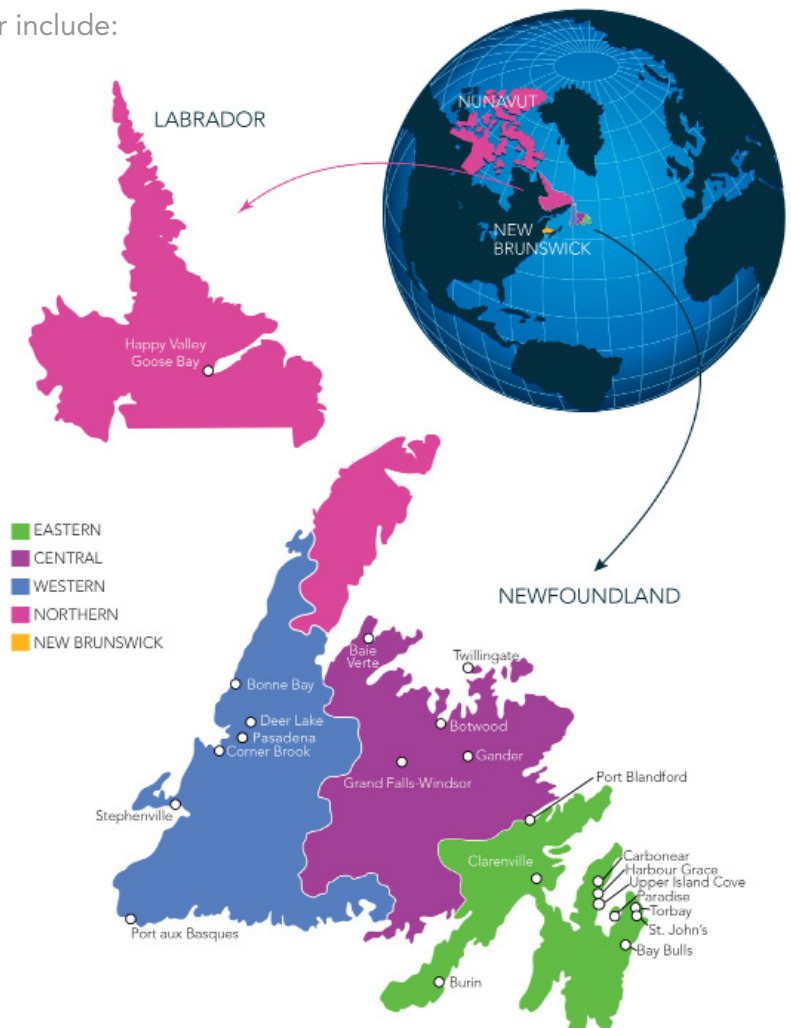 r include:
LABRADOR
NUNAVUT
NEW
BRUNSWICK
Happy Valley
Goose Bay
EASTERN
CENTRAL
WESTERN
NORTHERN
NEW BRUNSWICK
NEWFOUNDLAND
Baie
Verte
Twillingate
Bonne Bay
Deer Lake
Botwood
Pasadena
Corner Brook
Gander
Grand Falls-Windsor
Port Blandford
Stephenville
Clarenville
Carbonear
Harbour Grace
Upper Island Cove
Paradise
Torbay
St. John's
Port aux Basques
Bay Bulls
Burin